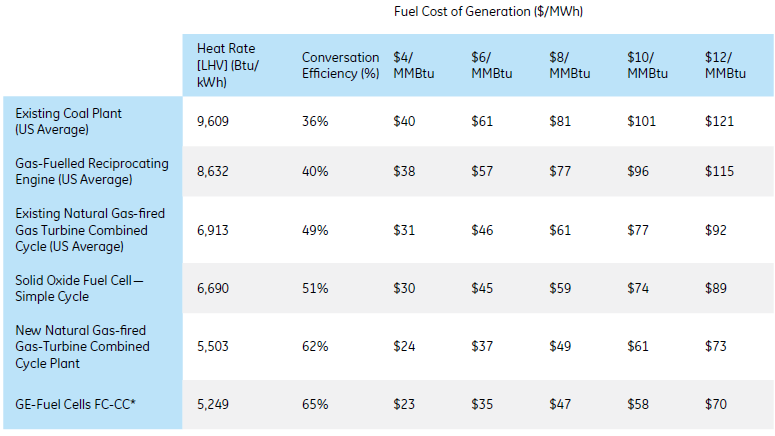 Fuel Cost of Generation ($/MWh)
Heat Rate [LHV] (Btu/kWh) Conversation Efficiency (%) $4/MMBtu $6/MMBtu $8/MMBtu $10/MMBtu $12/MMBtu
Existing Coal Plant (US Average) 9,609 36% $40 $61 $81 $101 $121
Gas-Fuelled Reciprocating Engine (US Average) 8,632 40% $38 $57 $77 $96 $115
Existing Natural Gas-fired Gas Turbine Combined Cycle (US Average) 6,913 49% $31 $46 $61 $77 $92
Solid Oxide Fuel Cell — Simple Cycle 6,690 51% $30 $45 $59 $74 $89
New Natural Gas-fired Gas-Turbine Combined Cycle Plant 5,503 62% $24 $37 $49 $61 $73
GE-Fuel Cells FC-CC* 5,249 65% $23 $35 $47 $58 $70